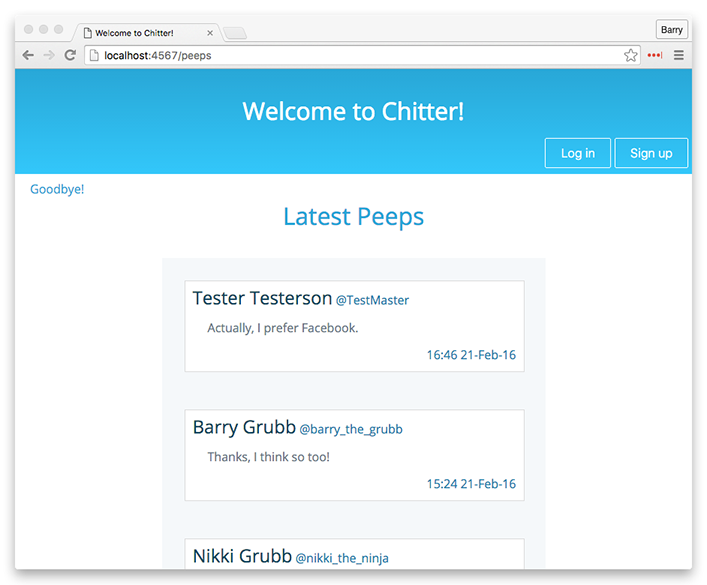 Welcome to Chitter!
Barry
localhost:4567/peeps
Welcome to Chitter!
Log in
Sign up
Goodbye!
Latest Peeps
Tester Testerson @TestMaster
Actually, I prefer Facebook.
16:46 21-Feb-16
Barry Grubb @barry_the_grubb
Thanks, I think so too!
15:24 21-Feb-16
Nikki Grubb @nikki_the_ninja